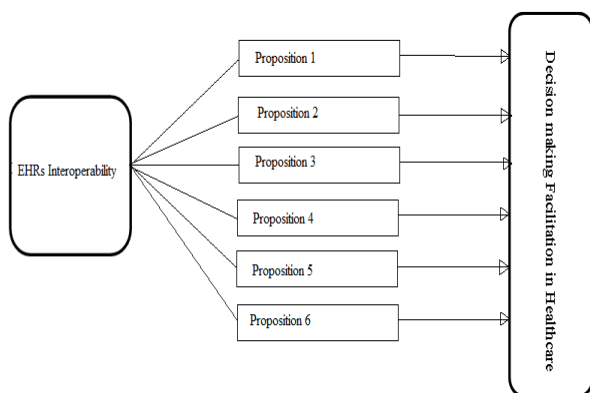 EHRs Interoperability
Proposition 1
Proposition 2
Proposition 3
Proposition 4
Proposition 5
Proposition 6
Decision making Facilitation in Healthcare